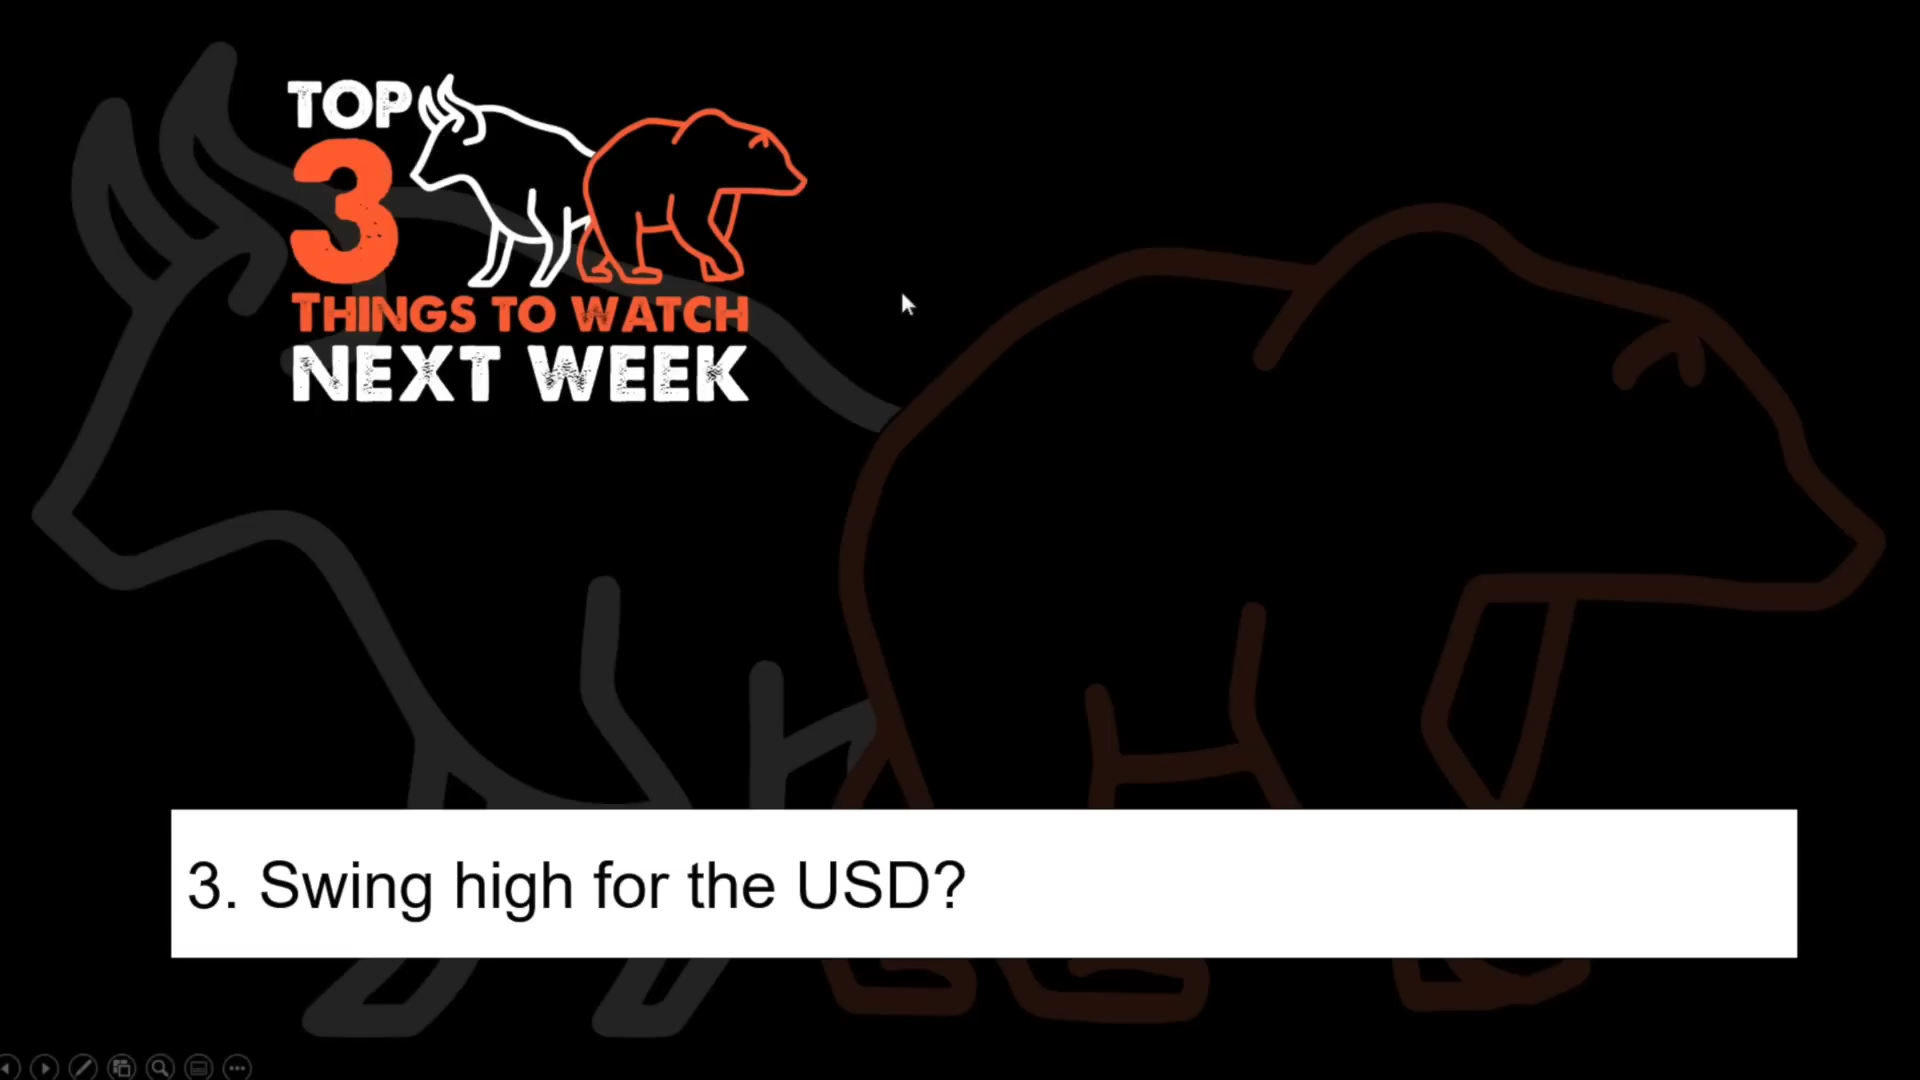 TOP
3
THINGS TO WATCH
NEXT WEEK
3. Swing high for the USD?